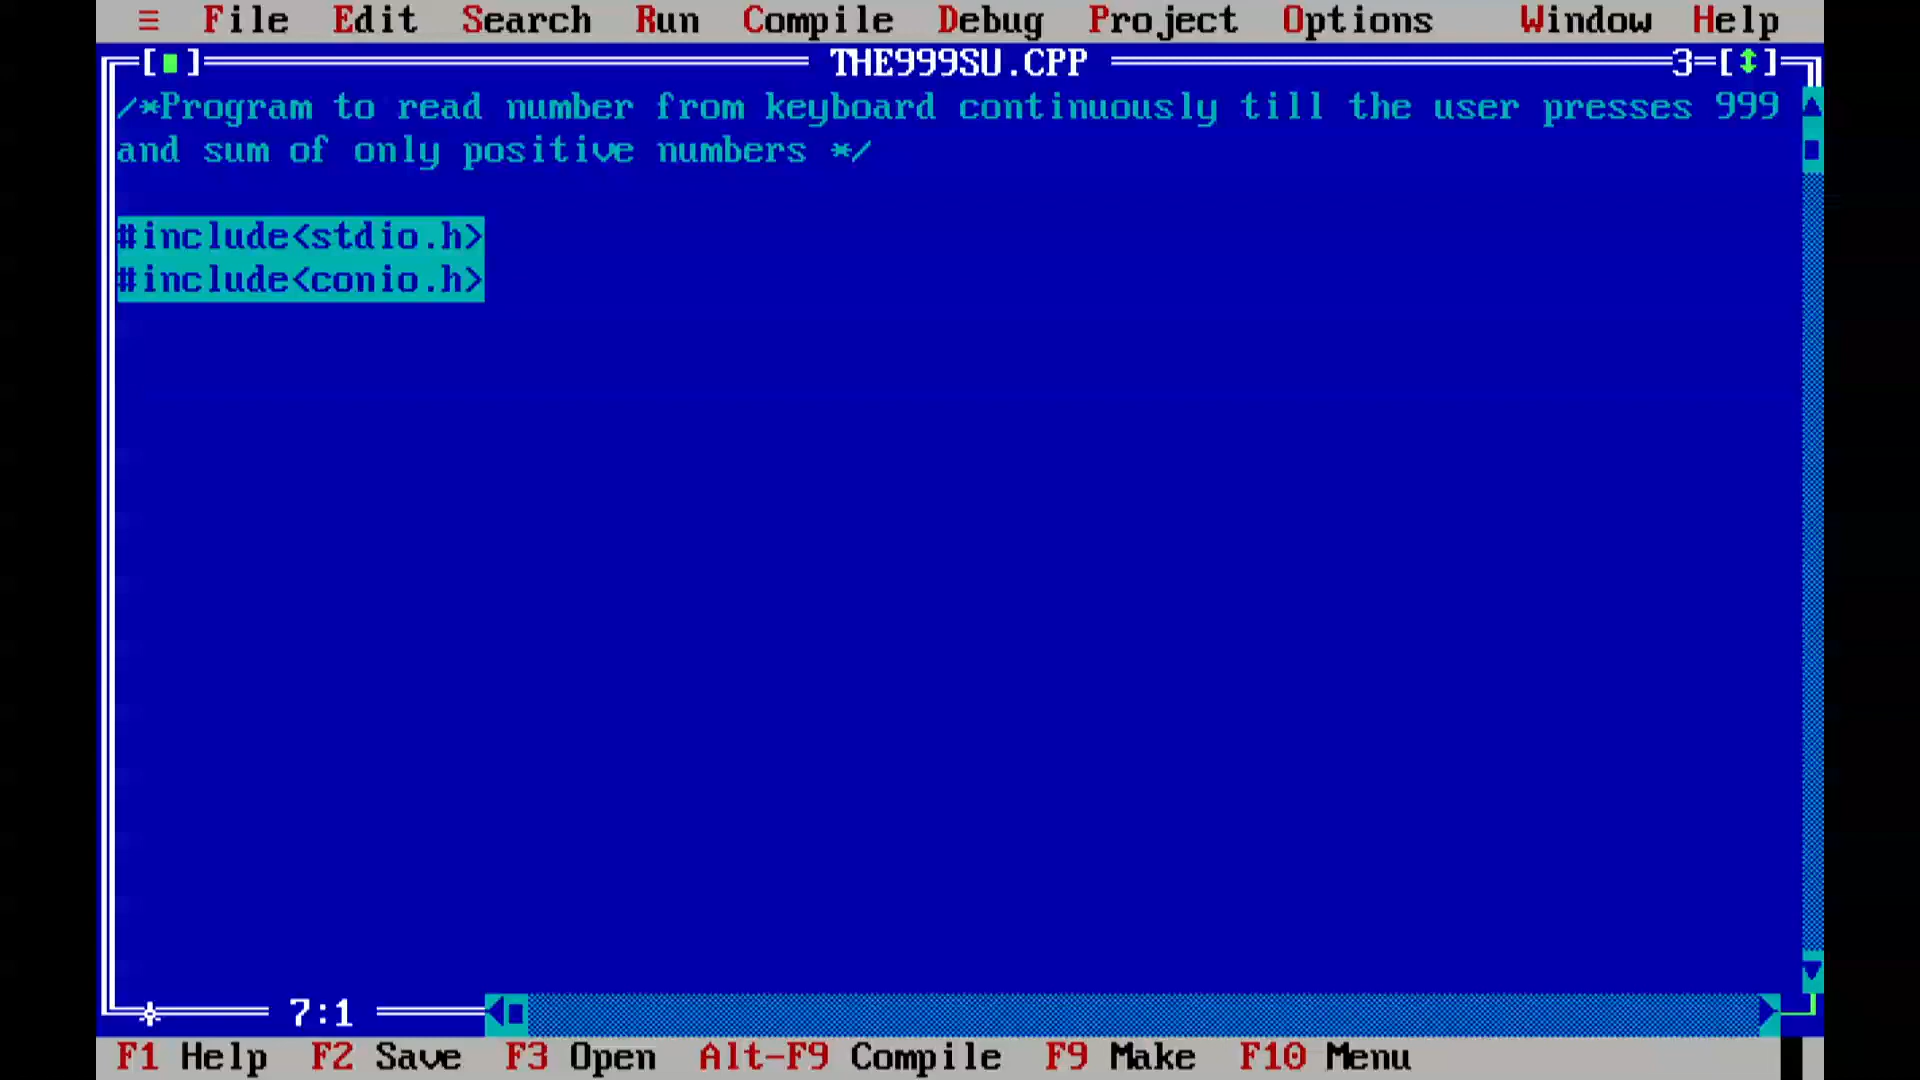 ≡ File Edit Search Run Compile Debug Project Options Window Help
[■] THE999SU.CPP 3=[↕]
/*Program to read number from keyboard continuously till the user presses 999
and sum of only positive numbers */
#include<stdio.h>
#include<conio.h>
7:1
F1 Help F2 Save F3 Open Alt-F9 Compile F9 Make F10 Menu